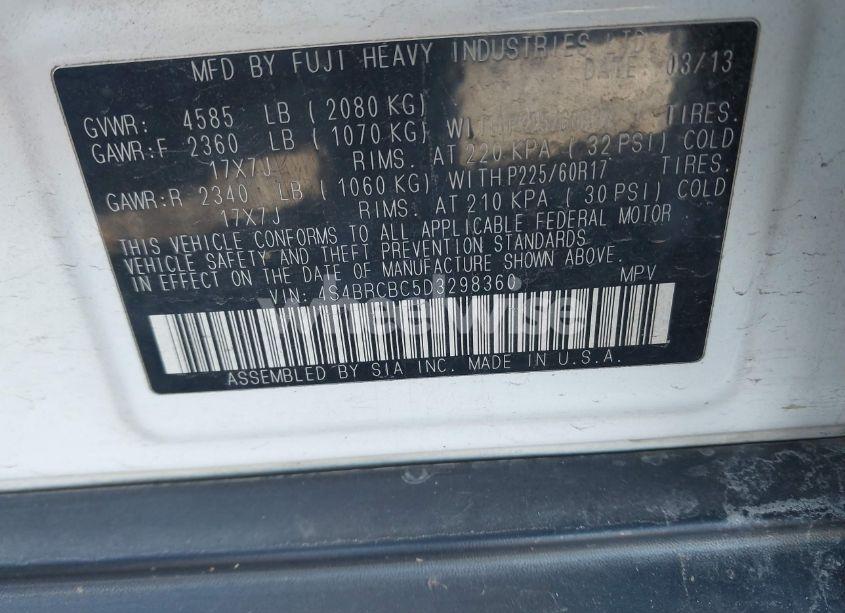 MFD BY FUJI HEAVY INDUSTRIES LTD.
DATE: 03/13
GVWR: 4585 LB ( 2080 KG)
GAWR:F 2360 LB ( 1070 KG) WITH P225/60R17 TIRES.
17X7J RIMS. AT 220 KPA ( 32 PSI) COLD
GAWR:R 2340 LB ( 1060 KG) WITH P225/60R17 TIRES.
17X7J RIMS. AT 210 KPA ( 30 PSI) COLD
THIS VEHICLE CONFORMS TO ALL APPLICABLE FEDERAL MOTOR
VEHICLE SAFETY AND THEFT PREVENTION STANDARDS
IN EFFECT ON THE DATE OF MANUFACTURE SHOWN ABOVE.
VIN: 4S4BRCBC5D3298360 MPV
Wheelwise
ASSEMBLED BY SIA INC. MADE IN U.S.A.